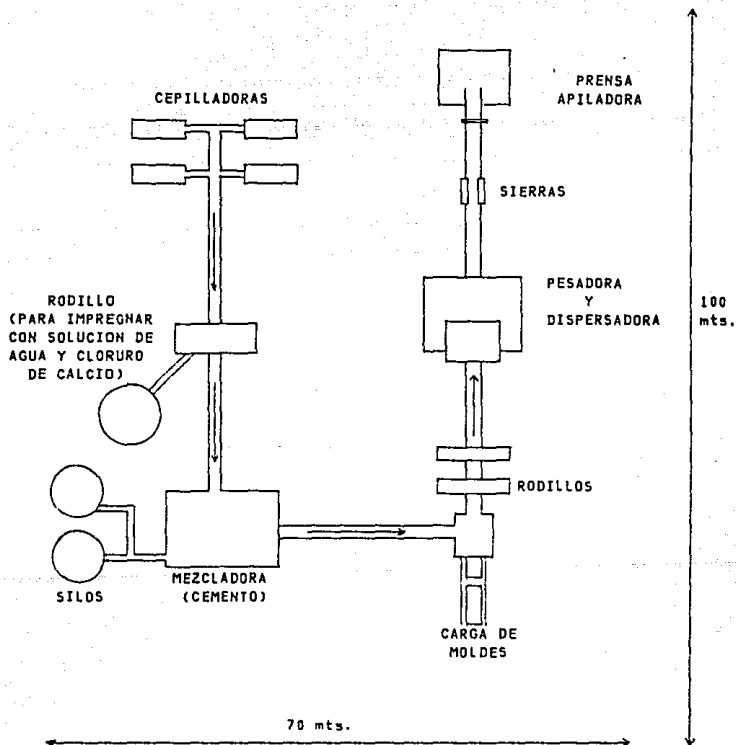 CEPILLADORAS
PRENSA
APILADORA
SIERRAS
PESADORA
Y
DISPERSADORA
100
mts.
RODILLO
(PARA IMPREGNAR
CON SOLUCION DE
AGUA Y CLORURO
DE CALCIO)
RODILLOS
SILOS
MEZCLADORA
(CEMENTO)
CARGA DE
MOLDES
70 mts.